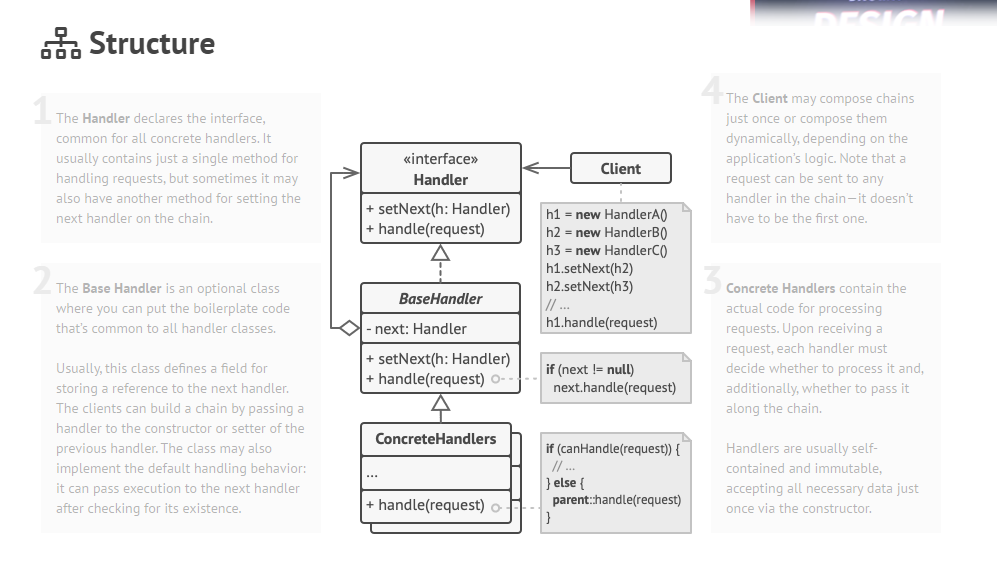 DESIGN
Structure
1
The Handler declares the interface,
common for all concrete handlers. It
usually contains just a single method for
handling requests, but sometimes it may
also have another method for setting the
next handler on the chain.
2
The Base Handler is an optional class
where you can put the boilerplate code
that's common to all handler classes.
Usually, this class defines a field for
storing a reference to the next handler.
The clients can build a chain by passing a
handler to the constructor or setter of the
previous handler. The class may also
implement the default handling behavior:
it can pass execution to the next handler
after checking for its existence.
«interface»
Handler
+ setNext(h: Handler)
+ handle(request)
BaseHandler
- next: Handler
+ setNext(h: Handler)
+ handle(request)
ConcreteHandlers
...
+ handle(request)
Client
h1 = new HandlerA()
h2 = new HandlerB()
h3 = new HandlerC()
h1.setNext(h2)
h2.setNext(h3)
// ...
h1.handle(request)
if (next != null)
next.handle(request)
if (canHandle(request)) {
// ...
} else {
parent::handle(request)
}
4
The Client may compose chains
just once or compose them
dynamically, depending on the
application's logic. Note that a
request can be sent to any
handler in the chain—it doesn't
have to be the first one.
3
Concrete Handlers contain the
actual code for processing
requests. Upon receiving a
request, each handler must
decide whether to process it and,
additionally, whether to pass it
along the chain.
Handlers are usually self-
contained and immutable,
accepting all necessary data just
once via the constructor.